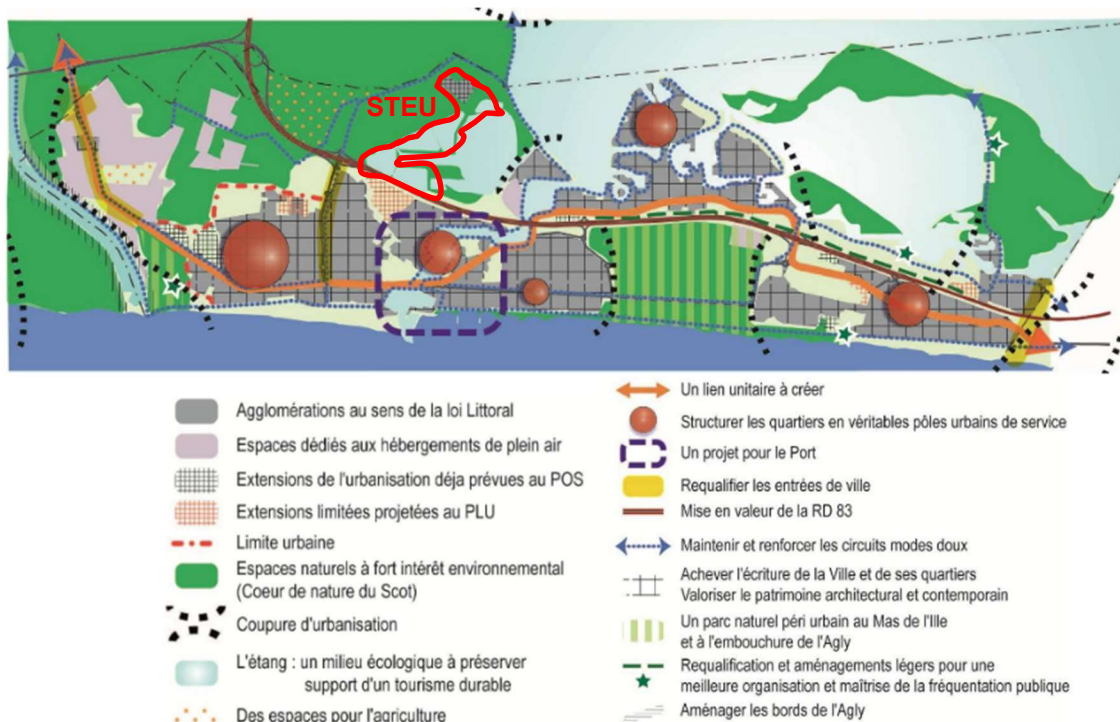 STEU
Agglomérations au sens de la loi Littoral
Espaces dédiés aux hébergements de plein air
Extensions de l'urbanisation déja prévues au POS
Extensions limitées projetées au PLU
Limite urbaine
Espaces naturels à fort intérêt environnemental
(Coeur de nature du Scot)
Coupure d'urbanisation
L'étang : un milieu écologique à préserver
support d'un tourisme durable
Des espaces pour l'agriculture
Un lien unitaire à créer
Structurer les quartiers en véritables pôles urbains de service
Un projet pour le Port
Requalifier les entrées de ville
Mise en valeur de la RD 83
Maintenir et renforcer les circuits modes doux
Achever l'écriture de la Ville et de ses quartiers
Valoriser le patrimoine architectural et contemporain
Un parc naturel péri urbain au Mas de l'Ille
et à l'embouchure de l'Agly
Requalification et aménagements légers pour une
meilleure organisation et maîtrise de la fréquentation publique
Aménager les bords de l'Agly